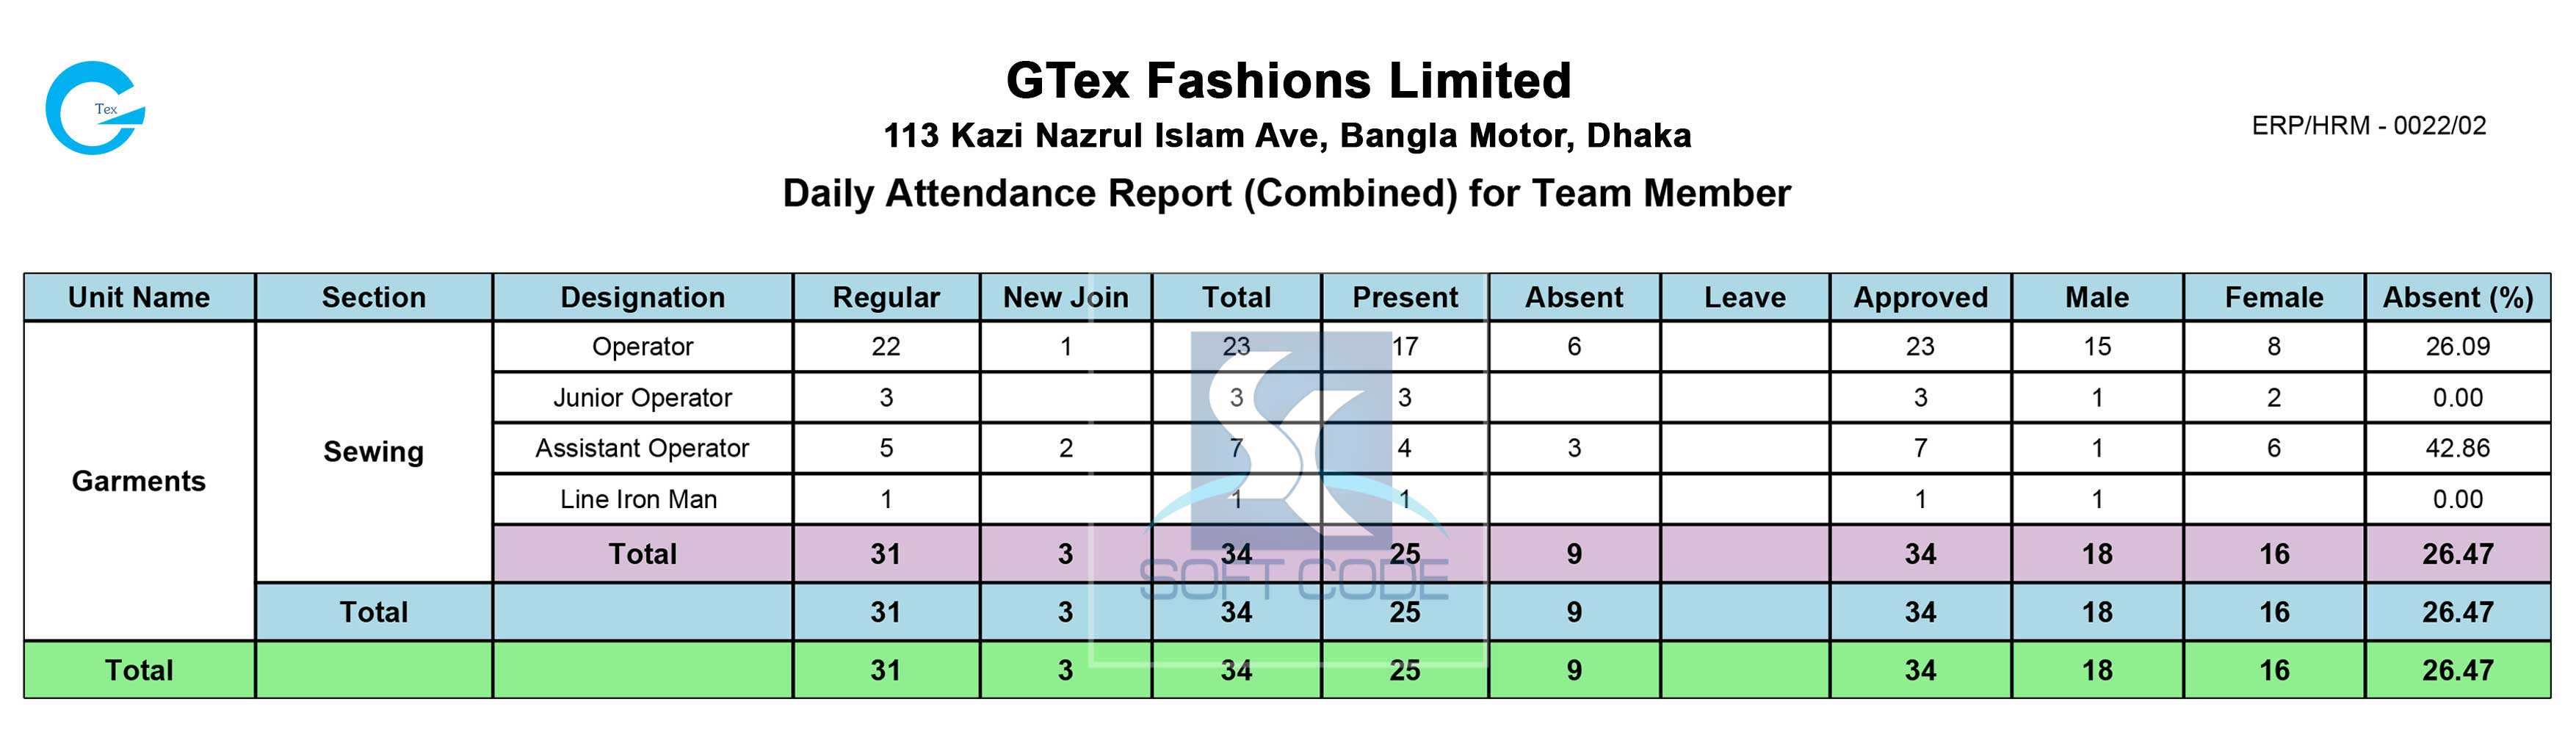 Tex
GTex Fashions Limited
113 Kazi Nazrul Islam Ave, Bangla Motor, Dhaka
ERP/HRM - 0022/02
Daily Attendance Report (Combined) for Team Member
Unit Name Section Designation Regular New Join Total Present Absent Leave Approved Male Female Absent (%)
Garments Sewing Operator 22 1 23 17 6 23 15 8 26.09
Junior Operator 3 3 3 3 1 2 0.00
Assistant Operator 5 2 7 4 3 7 1 6 42.86
Line Iron Man 1 1 1 1 1 0.00
Total 31 3 34 25 9 34 18 16 26.47
SOFT CODE
Total 31 3 34 25 9 34 18 16 26.47
Total 31 3 34 25 9 34 18 16 26.47